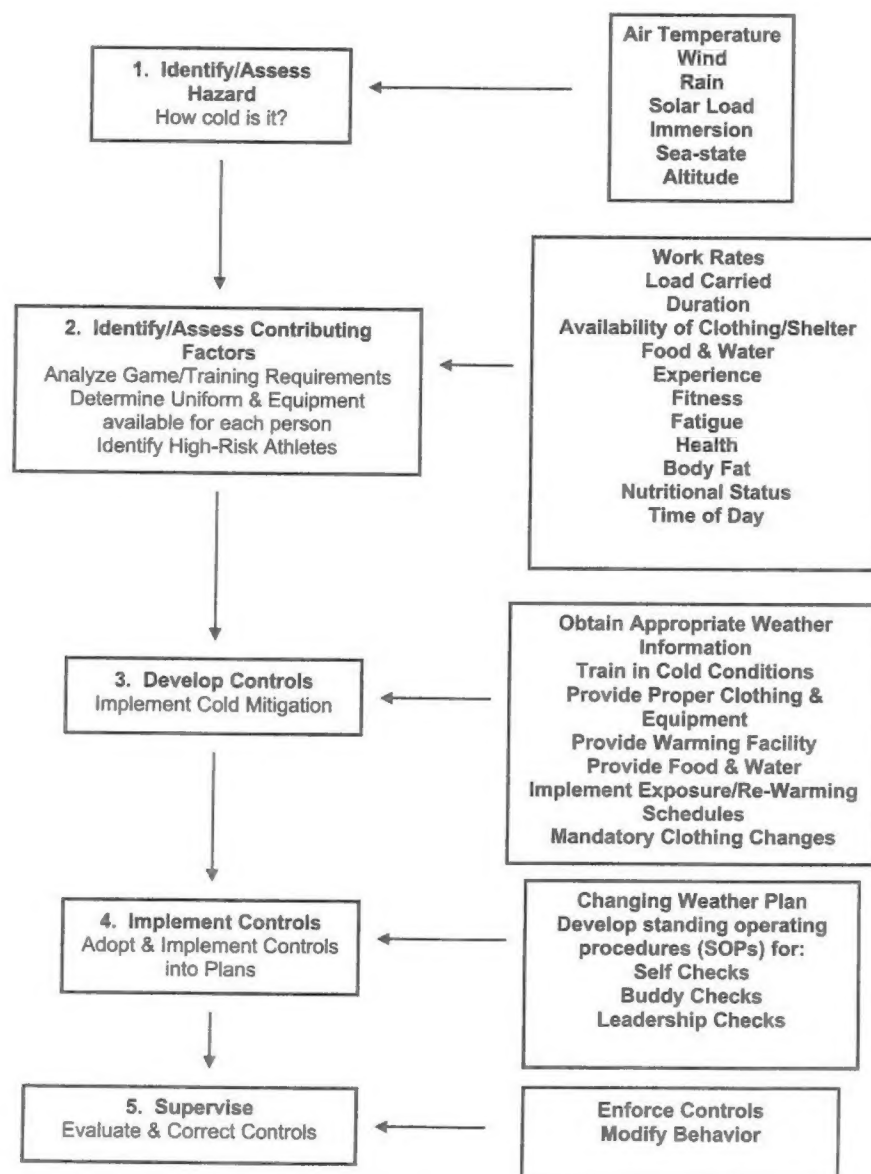 1. Identify/Assess
Hazard
How cold is it?
Air Temperature
Wind
Rain
Solar Load
Immersion
Sea-state
Altitude
2. Identify/Assess Contributing
Factors
Analyze Game/Training Requirements
Determine Uniform & Equipment
available for each person
Identify High-Risk Athletes
Work Rates
Load Carried
Duration
Availability of Clothing/Shelter
Food & Water
Experience
Fitness
Fatigue
Health
Body Fat
Nutritional Status
Time of Day
3. Develop Controls
Implement Cold Mitigation
Obtain Appropriate Weather
Information
Train in Cold Conditions
Provide Proper Clothing &
Equipment
Provide Warming Facility
Provide Food & Water
Implement Exposure/Re-Warming
Schedules
Mandatory Clothing Changes
4. Implement Controls
Adopt & Implement Controls
into Plans
Changing Weather Plan
Develop standing operating
procedures (SOPs) for:
Self Checks
Buddy Checks
Leadership Checks
5. Supervise
Evaluate & Correct Controls
Enforce Controls
Modify Behavior